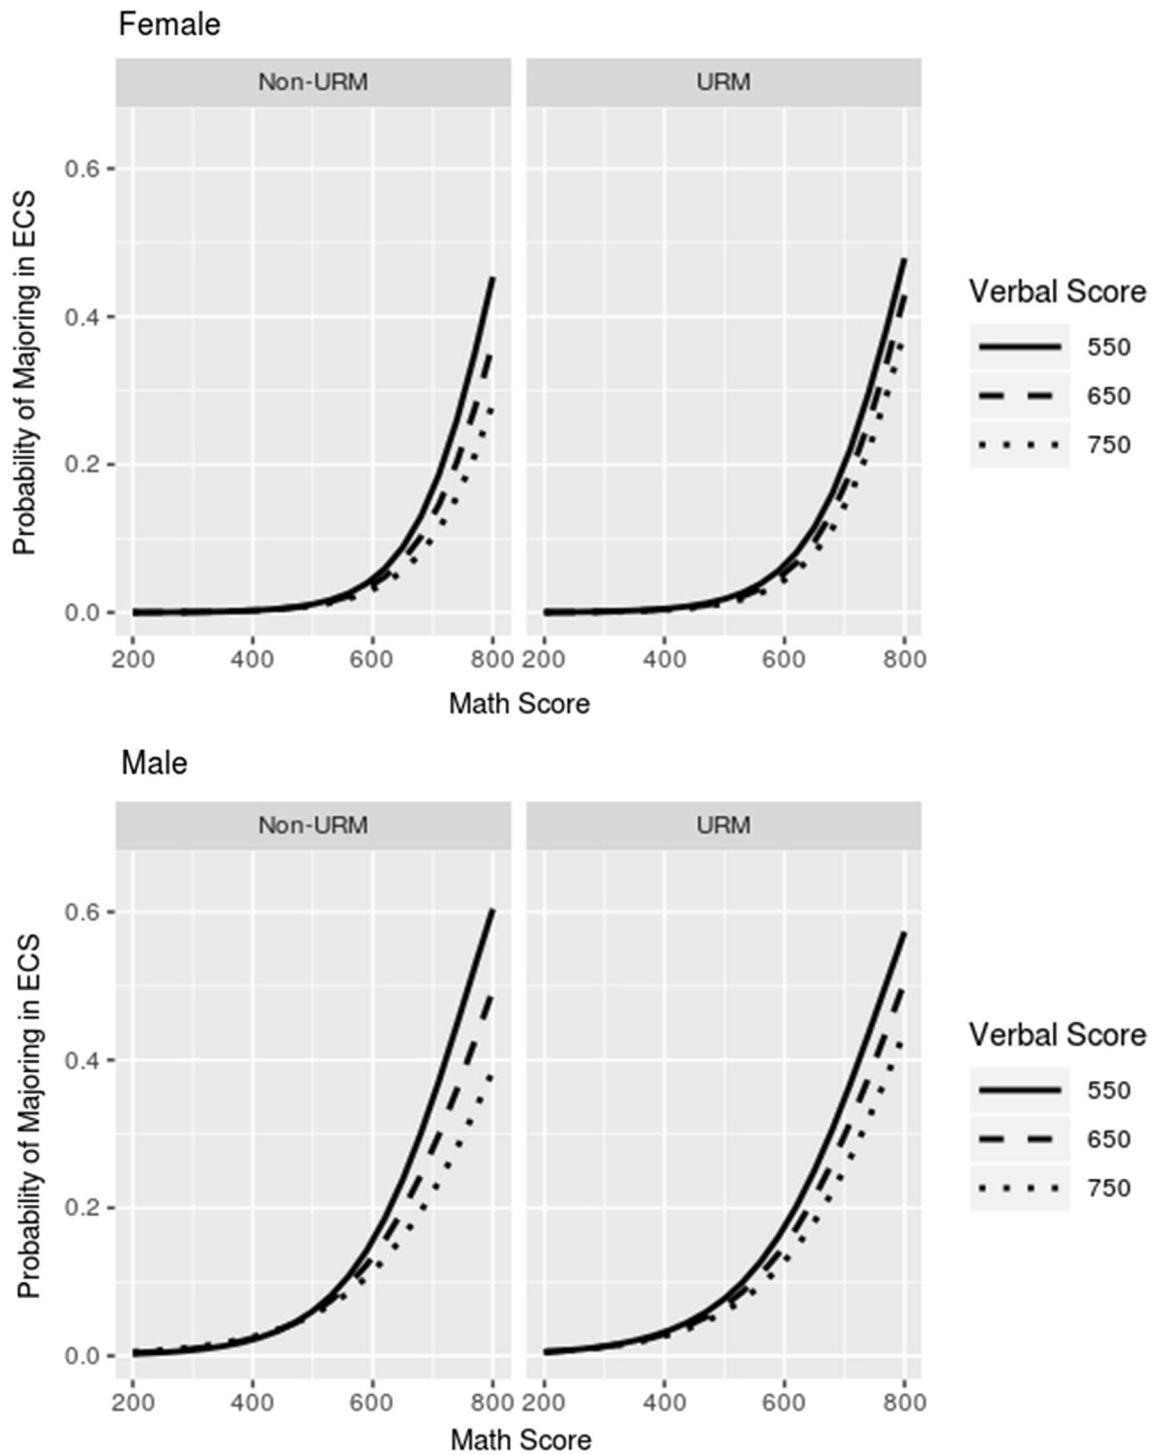 Female
Non-URM URM
Probability of Majoring in ECS
0.6
0.4
0.2
0.0
200 400 600 800 200 400 600 800
Math Score
Verbal Score
550
650
750
Male
Non-URM URM
Probability of Majoring in ECS
0.6
0.4
0.2
0.0
200 400 600 800 200 400 600 800
Math Score
Verbal Score
550
650
750